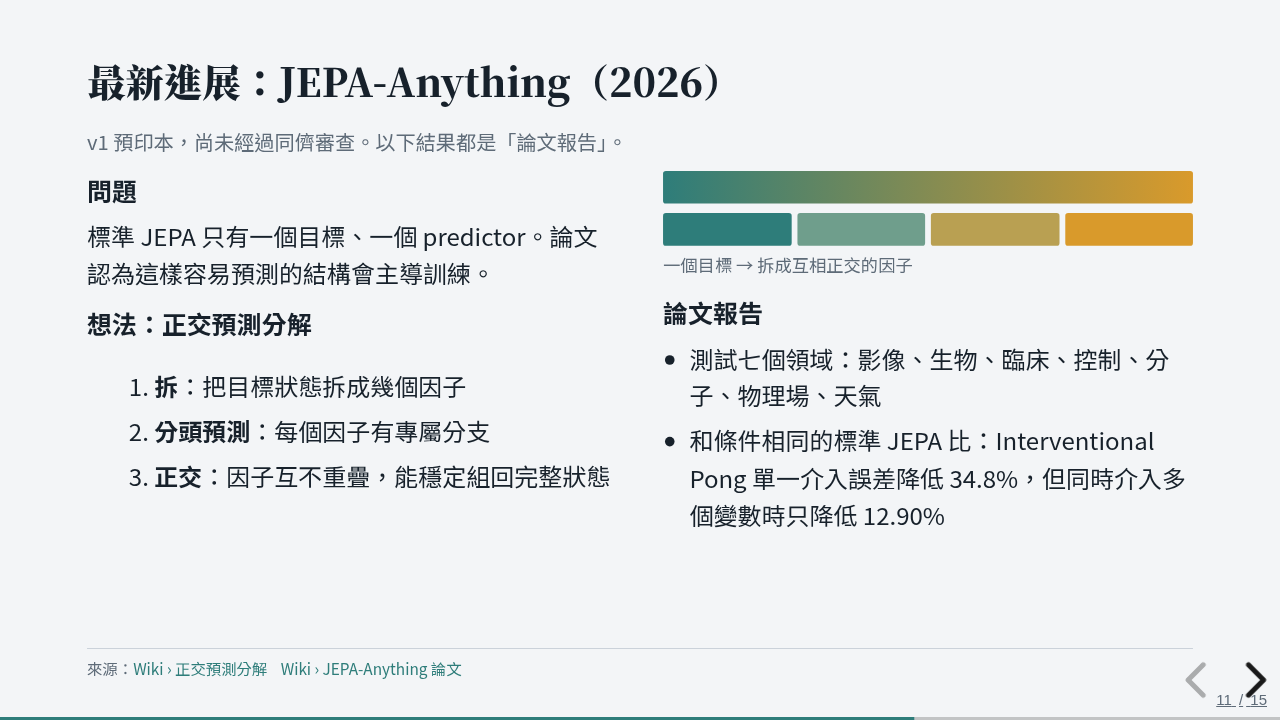 最新進展：JEPA-Anything（2026）
v1 預印本，尚未經過同儕審查。以下結果都是「論文報告」。
問題
標準 JEPA 只有一個目標、一個 predictor。論文
認為這樣容易預測的結構會主導訓練。
想法：正交預測分解
1. 拆：把目標狀態拆成幾個因子
2. 分頭預測：每個因子有專屬分支
3. 正交：因子互不重疊，能穩定組回完整狀態
一個目標 → 拆成互相正交的因子
論文報告
• 測試七個領域：影像、生物、臨床、控制、分
子、物理場、天氣
• 和條件相同的標準 JEPA 比：Interventional
Pong 單一介入誤差降低 34.8%，但同時介入多
個變數時只降低 12.90%
來源：Wiki › 正交預測分解 Wiki › JEPA-Anything 論文
11 / 15